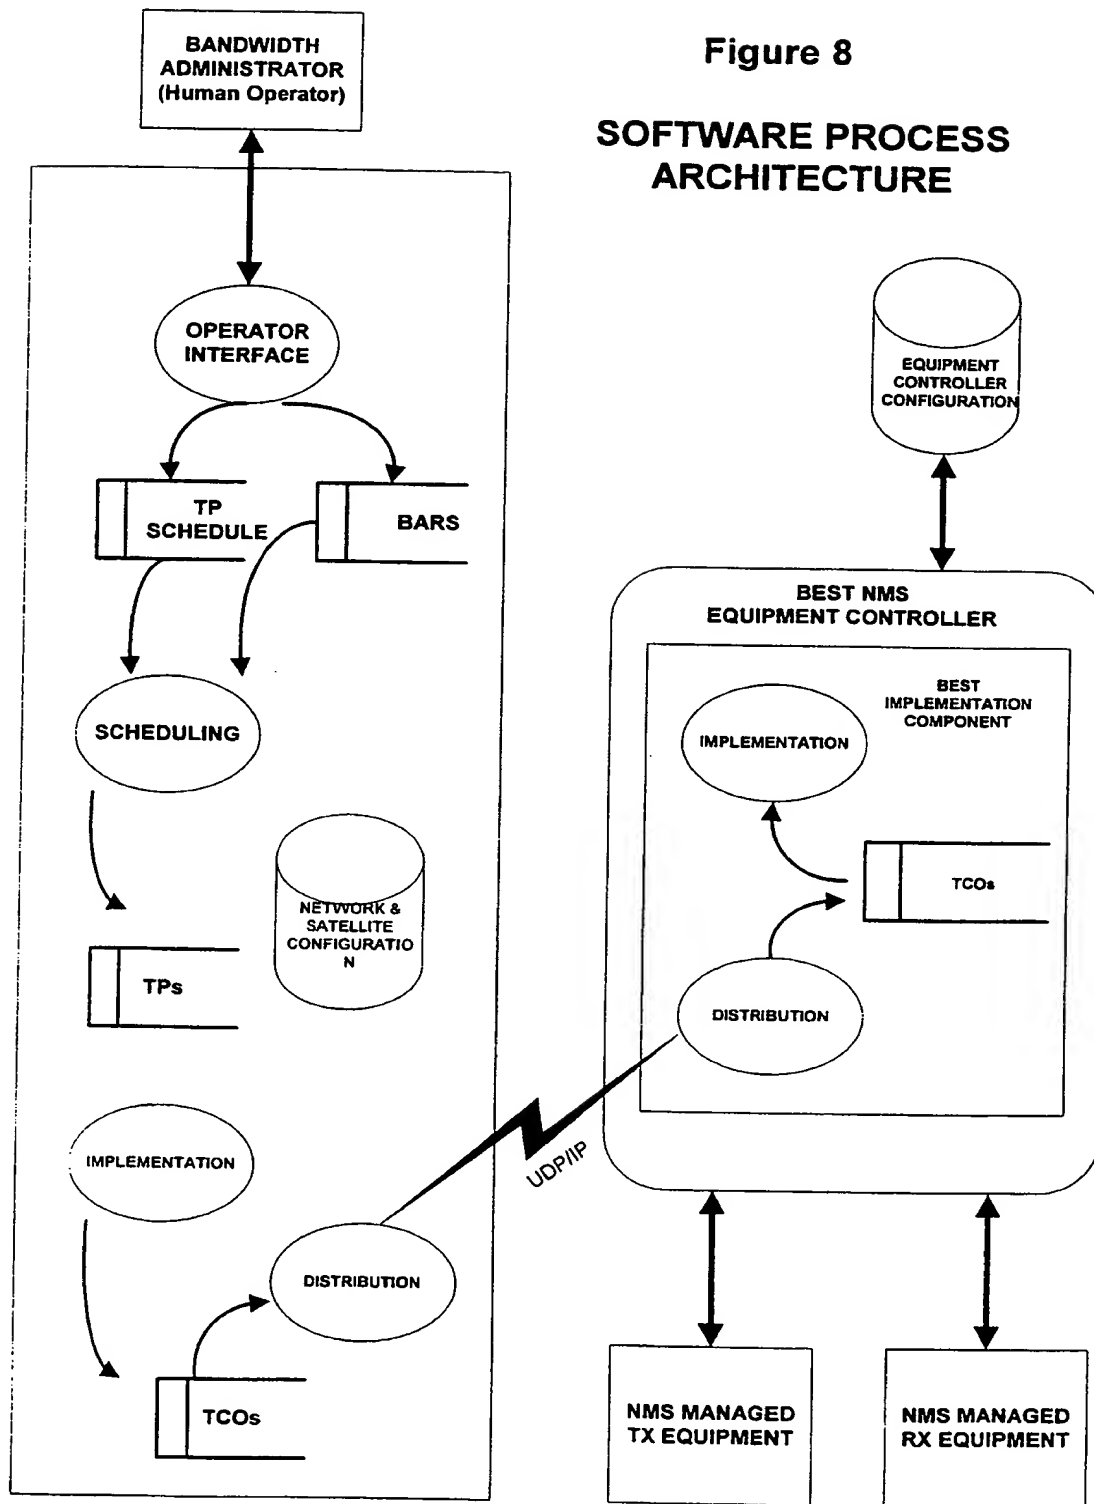 BANDWIDTH
ADMINISTRATOR
(Human Operator)
Figure 8
SOFTWARE PROCESS
ARCHITECTURE
OPERATOR
INTERFACE
TP
SCHEDULE
BARS
SCHEDULING
NETWORK &
SATELLITE
CONFIGURATIO
N
TPs
IMPLEMENTATION
DISTRIBUTION
TCOs
UDP/IP
EQUIPMENT
CONTROLLER
CONFIGURATION
BEST NMS
EQUIPMENT CONTROLLER
BEST
IMPLEMENTATION
COMPONENT
IMPLEMENTATION
TCOs
DISTRIBUTION
NMS MANAGED
TX EQUIPMENT
NMS MANAGED
RX EQUIPMENT